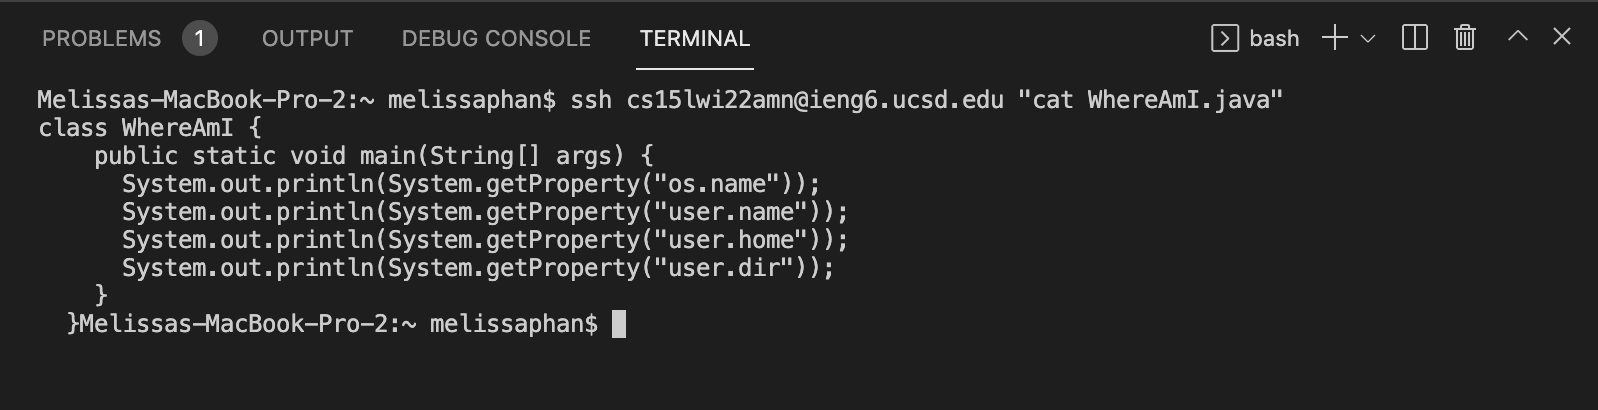 PROBLEMS 1 OUTPUT DEBUG CONSOLE TERMINAL bash
Melissas-MacBook-Pro-2:~ melissaphan$ ssh cs15lwi22amn@ieng6.ucsd.edu "cat WhereAmI.java"
class WhereAmI {
    public static void main(String[] args) {
      System.out.println(System.getProperty("os.name"));
      System.out.println(System.getProperty("user.name"));
      System.out.println(System.getProperty("user.home"));
      System.out.println(System.getProperty("user.dir"));
    }
  }Melissas-MacBook-Pro-2:~ melissaphan$